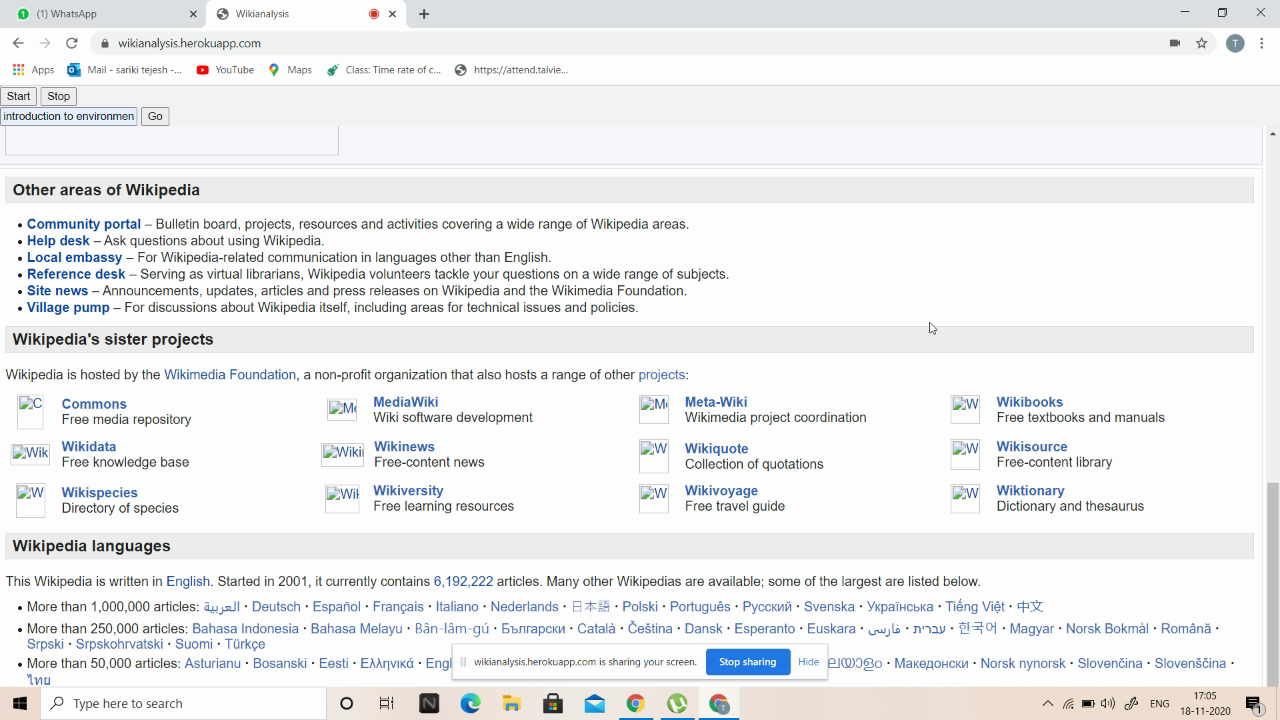 (1) WhatsApp
Wikianalysis
wikianalysis.herokuapp.com
T
Apps
Mail - sariki tejesh -...
YouTube
Maps
Class: Time rate of c...
https://attend.talvie...
Start Stop
introduction to environmen Go
Other areas of Wikipedia
• Community portal – Bulletin board, projects, resources and activities covering a wide range of Wikipedia areas.
• Help desk – Ask questions about using Wikipedia.
• Local embassy – For Wikipedia-related communication in languages other than English.
• Reference desk – Serving as virtual librarians, Wikipedia volunteers tackle your questions on a wide range of subjects.
• Site news – Announcements, updates, articles and press releases on Wikipedia and the Wikimedia Foundation.
• Village pump – For discussions about Wikipedia itself, including areas for technical issues and policies.
Wikipedia's sister projects
Wikipedia is hosted by the Wikimedia Foundation, a non-profit organization that also hosts a range of other projects:
C Commons
Free media repository
MediaWiki
Wiki software development
Meta-Wiki
Wikimedia project coordination
W Wikibooks
Free textbooks and manuals
Wik Wikidata
Free knowledge base
Wiki Wikinews
Free-content news
W Wikiquote
Collection of quotations
W Wikisource
Free-content library
W Wikispecies
Directory of species
Wiki Wikiversity
Free learning resources
W Wikivoyage
Free travel guide
W Wiktionary
Dictionary and thesaurus
Wikipedia languages
This Wikipedia is written in English. Started in 2001, it currently contains 6,192,222 articles. Many other Wikipedias are available; some of the largest are listed below.
• More than 1,000,000 articles: العربية · Deutsch · Español · Français · Italiano · Nederlands · 日本語 · Polski · Português · Русский · Svenska · Українська · Tiếng Việt · 中文
• More than 250,000 articles: Bahasa Indonesia · Bahasa Melayu · Bân-lâm-gú · Български · Català · Čeština · Dansk · Esperanto · Euskara · فارسی · עברית · 한국어 · Magyar · Norsk Bokmål · Română ·
Srpski · Srpskohrvatski · Suomi · Türkçe
• More than 50,000 articles: Asturianu · Bosanski · Eesti · Ελληνικά · Engl
Македонски · Norsk nynorsk · Slovenčina · Slovenščina ·
ไทย
wikianalysis.herokuapp.com is sharing your screen. Stop sharing Hide
Type here to search
N
T
ENG
17:05
18-11-2020
1